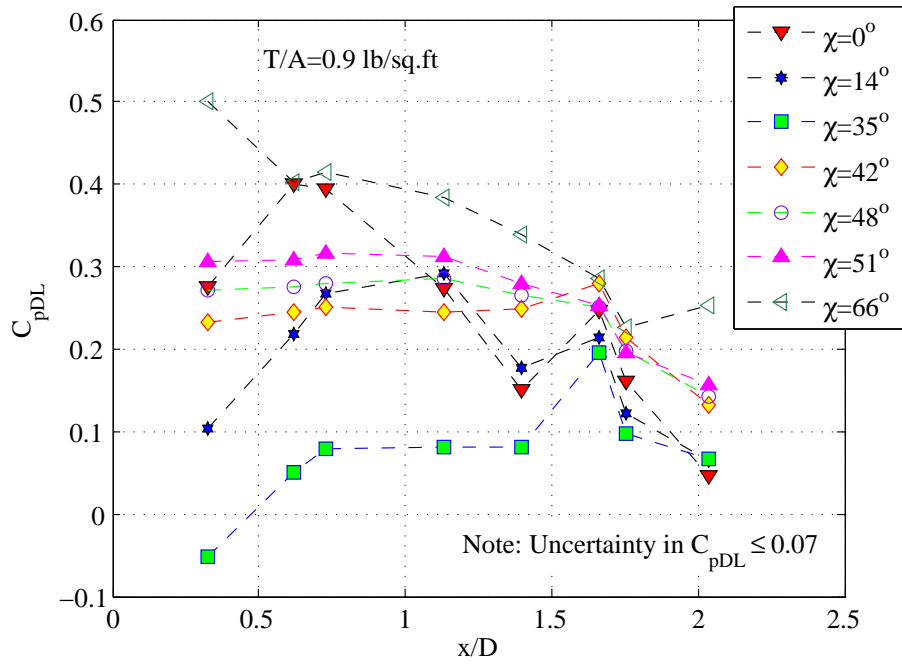 0.6
0.5
0.4
0.3
0.2
0.1
0
−0.1
C_pDL
T/A=0.9 lb/sq.ft
χ=0°
χ=14°
χ=35°
χ=42°
χ=48°
χ=51°
χ=66°
Note: Uncertainty in C_pDL ≤ 0.07
0 0.5 1 1.5 2 2.5
x/D